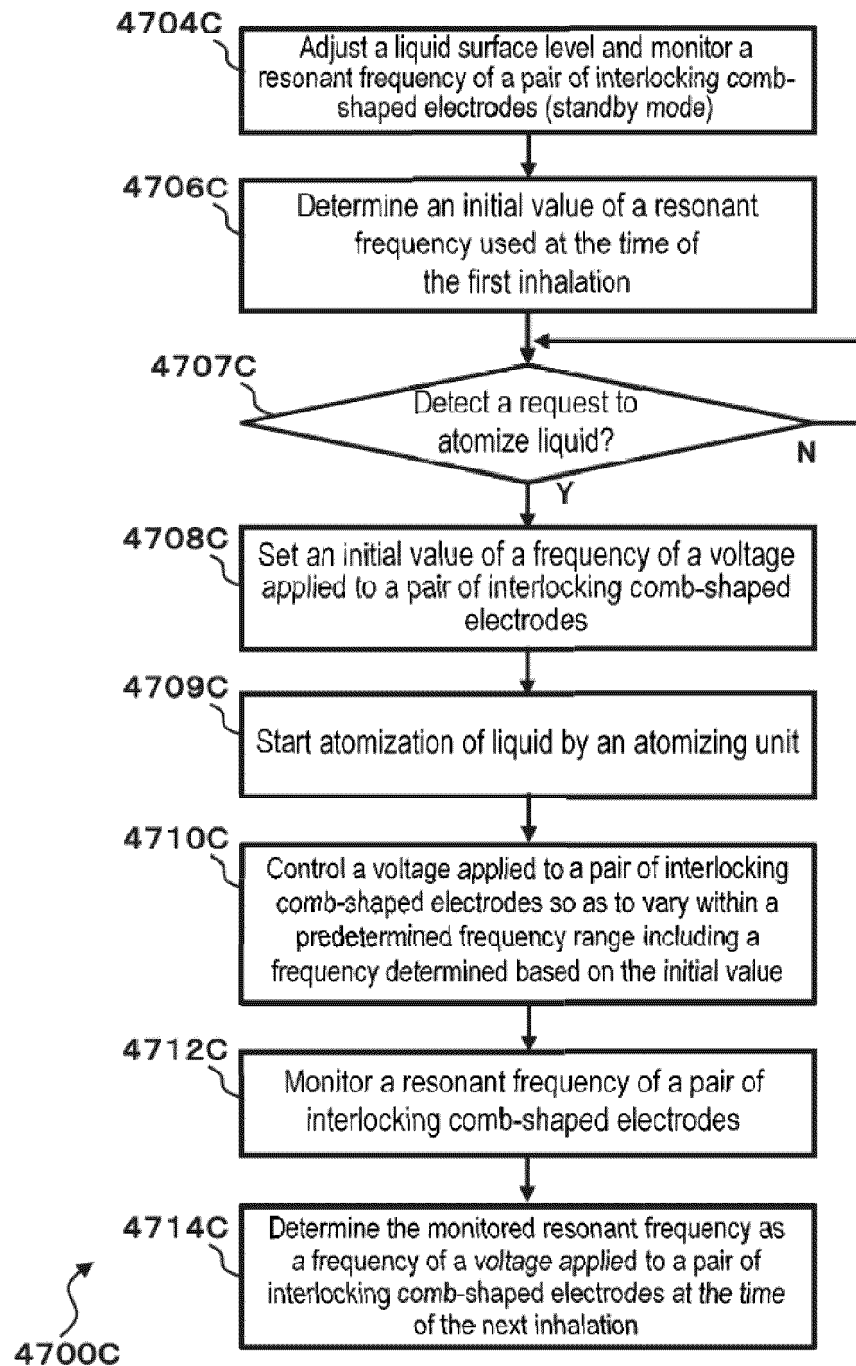 4704C
Adjust a liquid surface level and monitor a
resonant frequency of a pair of interlocking comb-
shaped electrodes (standby mode)
4706C
Determine an initial value of a resonant
frequency used at the time of
the first inhalation
4707C
Detect a request to
atomize liquid?
N
Y
4708C
Set an initial value of a frequency of a voltage
applied to a pair of interlocking comb-shaped
electrodes
4709C
Start atomization of liquid by an atomizing unit
4710C
Control a voltage applied to a pair of interlocking
comb-shaped electrodes so as to vary within a
predetermined frequency range including a
frequency determined based on the initial value
4712C
Monitor a resonant frequency of a pair of
interlocking comb-shaped electrodes
4714C
Determine the monitored resonant frequency as
a frequency of a voltage applied to a pair of
interlocking comb-shaped electrodes at the time
of the next inhalation
4700C